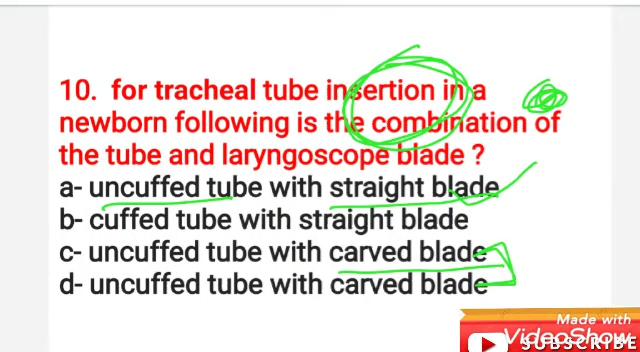 10. for tracheal tube insertion in a
newborn following is the combination of
the tube and laryngoscope blade ?
a- uncuffed tube with straight blade
b- cuffed tube with straight blade
c- uncuffed tube with carved blade
d- uncuffed tube with carved blade
Made with
VideoShow
SUBSCRIBE